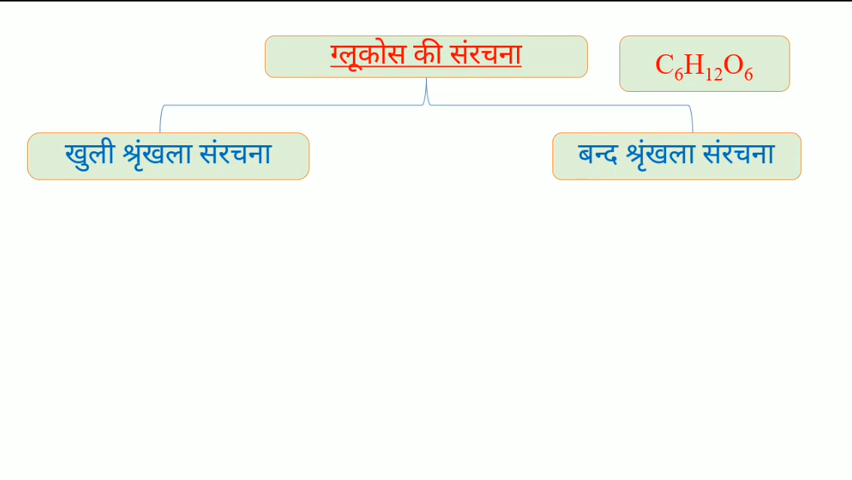 ग्लूकोस की संरचना
C₆H₁₂O₆
खुली श्रृंखला संरचना
बन्द श्रृंखला संरचना